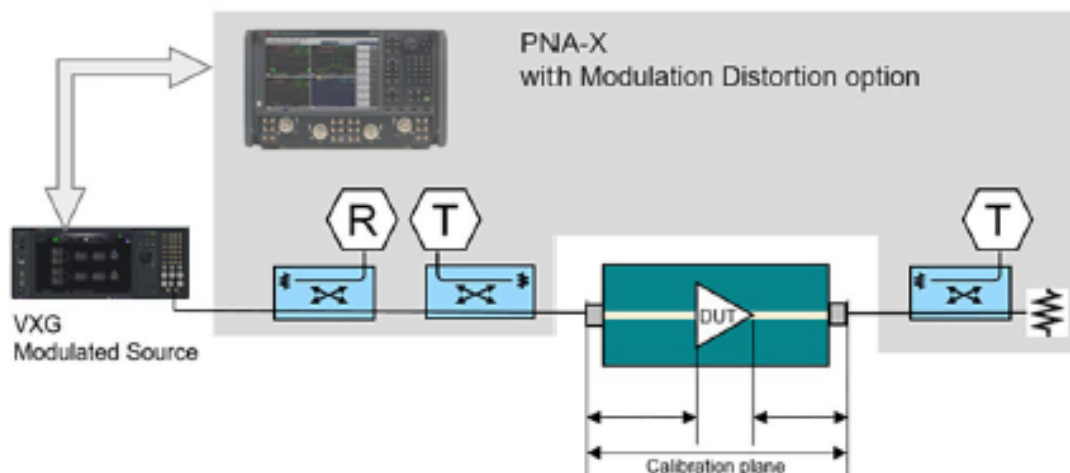 PNA-X
with Modulation Distortion option
R
T
T
VXG
Modulated Source
DUT
Calibration plane